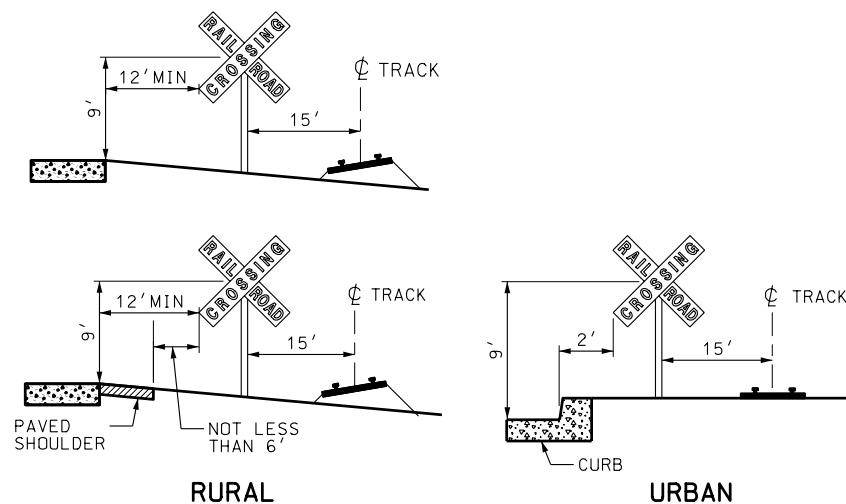 RAIL
ROAD
CROSSING
12'MIN
9'
15'
℄ TRACK
RAIL
ROAD
CROSSING
12'MIN
9'
15'
℄ TRACK
PAVED
SHOULDER
NOT LESS
THAN 6'
RURAL
RAIL
ROAD
CROSSING
2'
9'
15'
℄ TRACK
CURB
URBAN